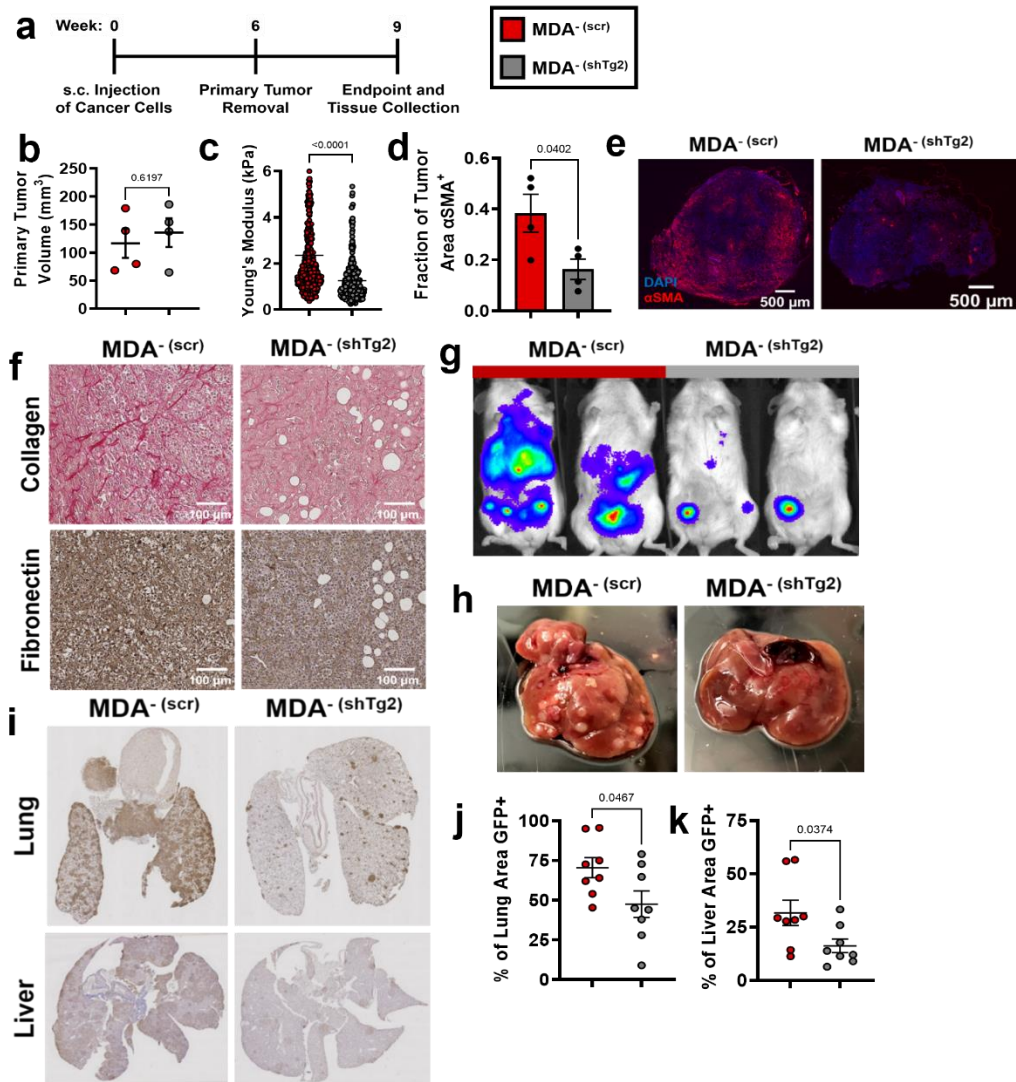 a
Week: 0 6 9
s.c. Injection
of Cancer Cells
Primary Tumor
Removal
Endpoint and
Tissue Collection
MDA- (scr)
MDA- (shTg2)
b
Primary Tumor
Volume (mm3)
250
200
150
100
50
0
0.6197
c
Young's Modulus (kPa)
6
4
2
0
<0.0001
d
Fraction of Tumor
Area αSMA+
0.6
0.4
0.2
0.0
0.0402
e
MDA- (scr)
MDA- (shTg2)
DAPI
αSMA
500 µm
500 µm
f
MDA- (scr)
MDA- (shTg2)
Collagen
100 µm
100 µm
Fibronectin
100 µm
100 µm
g
MDA- (scr)
MDA- (shTg2)
h
MDA- (scr)
MDA- (shTg2)
i
MDA- (scr)
MDA- (shTg2)
Lung
Liver
j
% of Lung Area GFP+
100
75
50
25
0
0.0467
k
% of Liver Area GFP+
75
50
25
0
0.0374